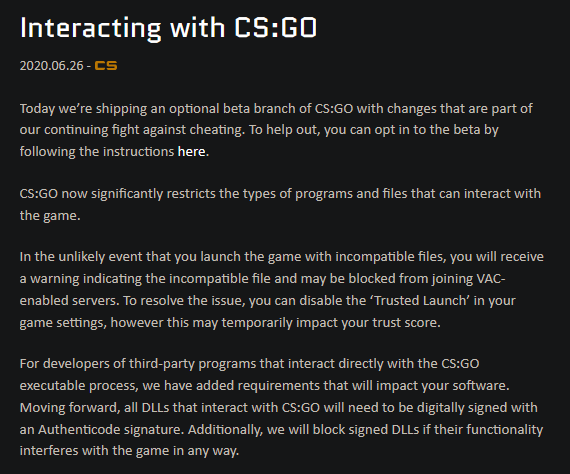 Interacting with CS:GO
2020.06.26 - CS
Today we’re shipping an optional beta branch of CS:GO with changes that are part of
our continuing fight against cheating. To help out, you can opt in to the beta by
following the instructions here.
CS:GO now significantly restricts the types of programs and files that can interact with
the game.
In the unlikely event that you launch the game with incompatible files, you will receive
a warning indicating the incompatible file and may be blocked from joining VAC-
enabled servers. To resolve the issue, you can disable the ‘Trusted Launch’ in your
game settings, however this may temporarily impact your trust score.
For developers of third-party programs that interact directly with the CS:GO
executable process, we have added requirements that will impact your software.
Moving forward, all DLLs that interact with CS:GO will need to be digitally signed with
an Authenticode signature. Additionally, we will block signed DLLs if their functionality
interferes with the game in any way.